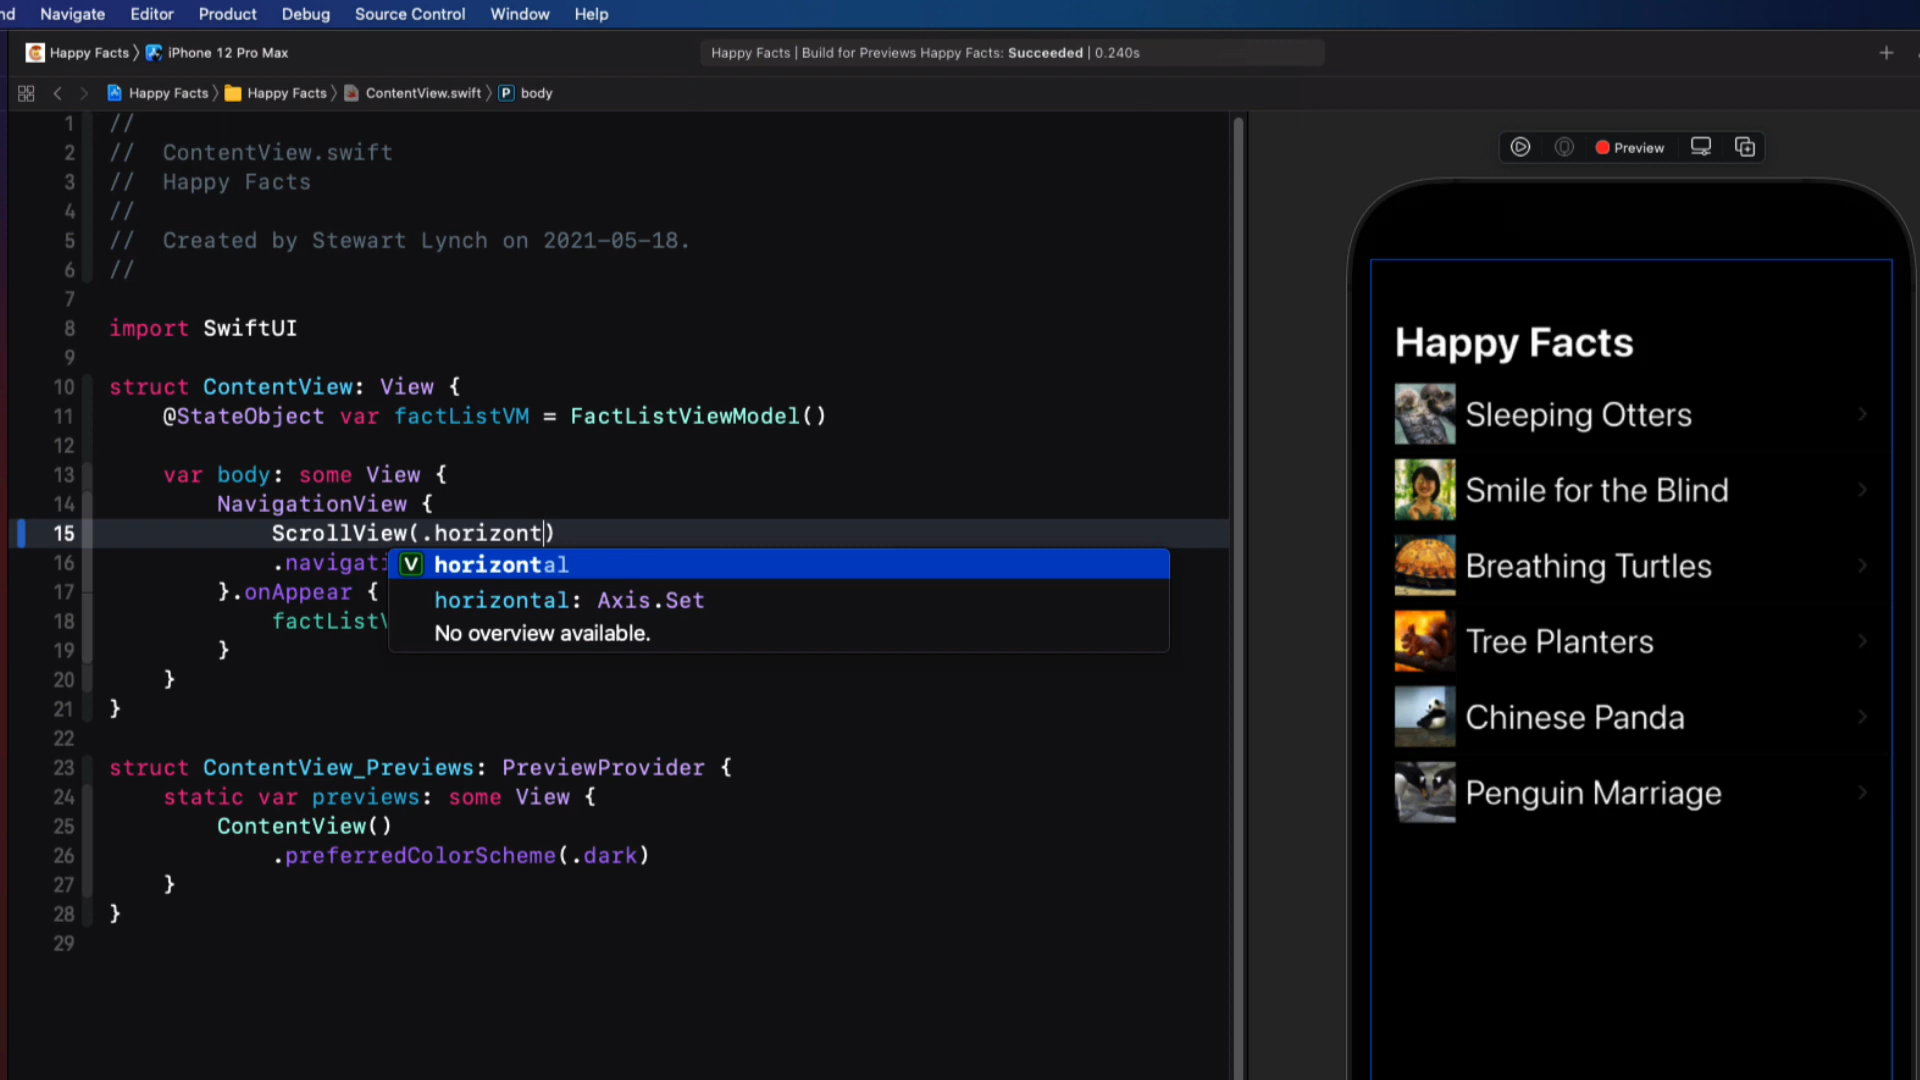 Navigate Editor Product Debug Source Control Window Help
Happy Facts iPhone 12 Pro Max
Happy Facts | Build for Previews Happy Facts: Succeeded | 0.240s
Happy Facts Happy Facts ContentView.swift P body
1 //
2 // ContentView.swift
3 // Happy Facts
4 //
5 // Created by Stewart Lynch on 2021-05-18.
6 //
7
8 import SwiftUI
9
10 struct ContentView: View {
11 @StateObject var factListVM = FactListViewModel()
12
13 var body: some View {
14 NavigationView {
15 ScrollView(.horizont)
16 .navigati
V horizontal
17 }.onAppear {
horizontal: Axis.Set
18 factListV
No overview available.
19 }
20 }
21 }
22
23 struct ContentView_Previews: PreviewProvider {
24 static var previews: some View {
25 ContentView()
26 .preferredColorScheme(.dark)
27 }
28 }
29
Preview
Happy Facts
Sleeping Otters
Smile for the Blind
Breathing Turtles
Tree Planters
Chinese Panda
Penguin Marriage